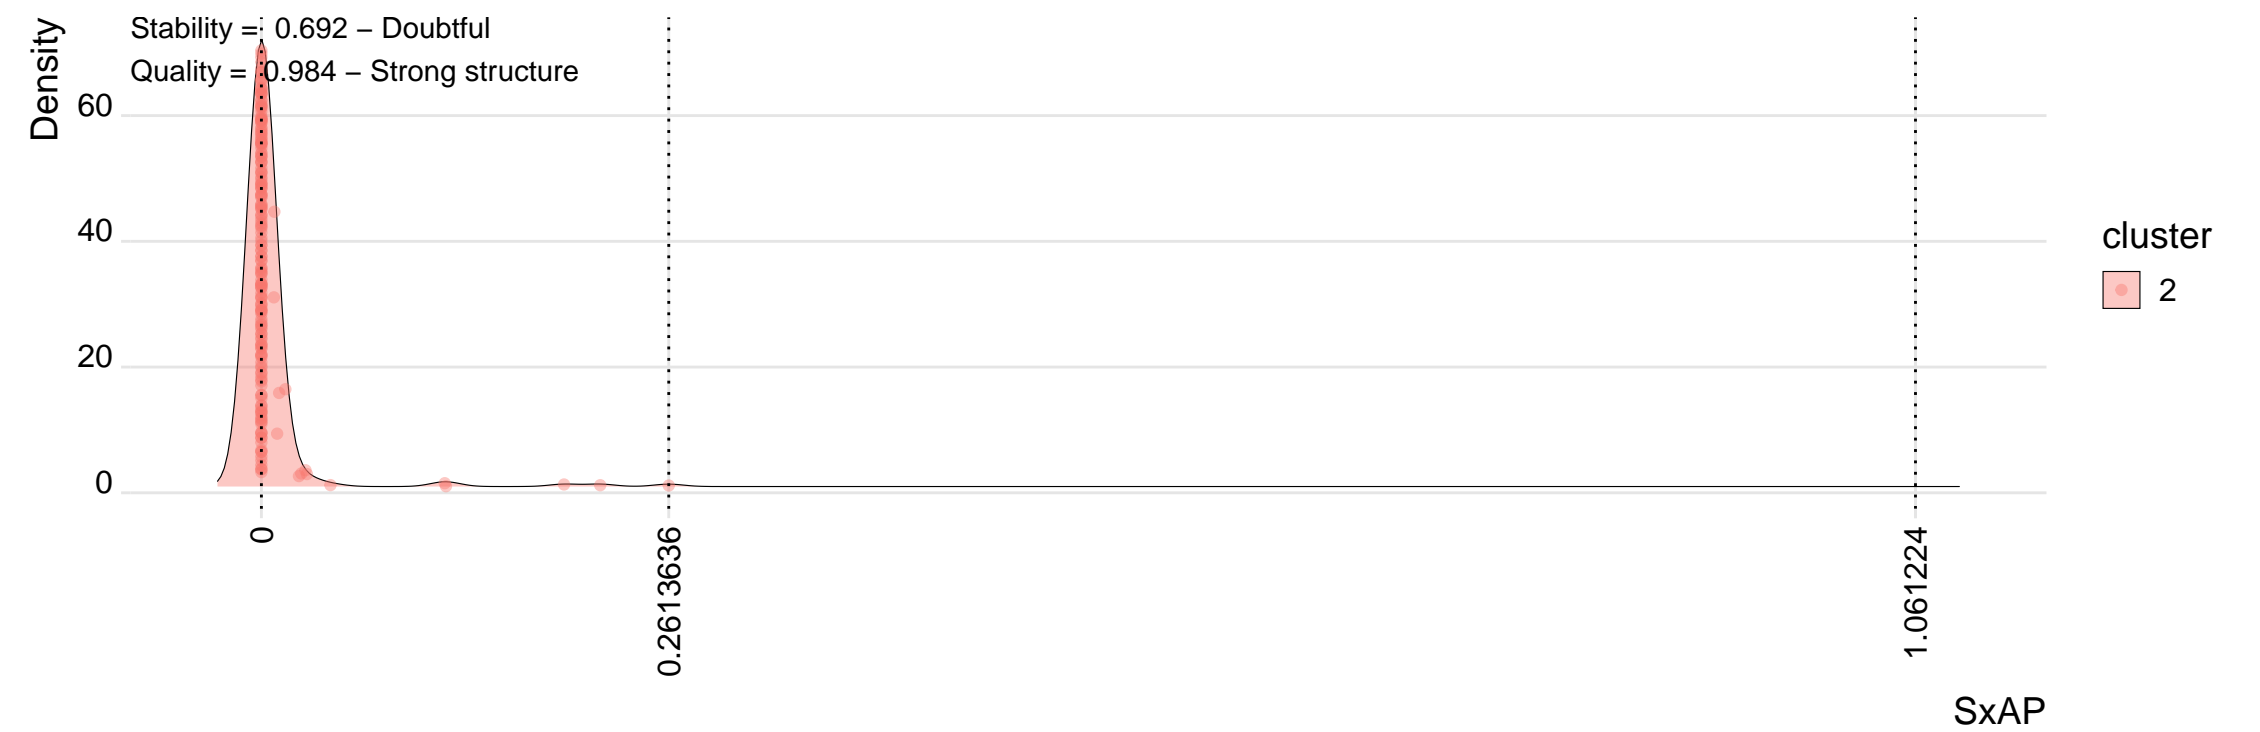 Stability =  0.692 – Doubtful
Quality =  0.984 – Strong structure
Density
60
40
20
0
0
0.2613636
1.061224
SxAP
cluster
2